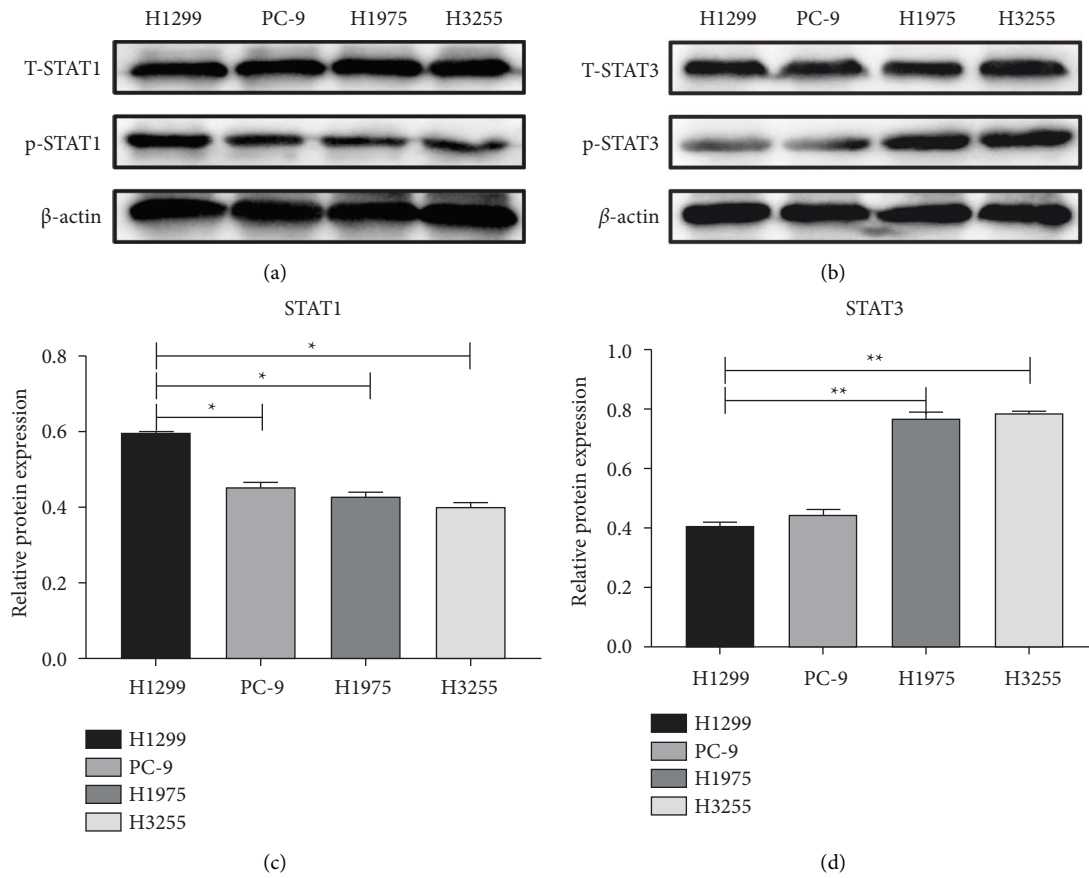 H1299 PC-9 H1975 H3255
T-STAT1
p-STAT1
β-actin
(a)
H1299 PC-9 H1975 H3255
T-STAT3
p-STAT3
β-actin
(b)
STAT1
Relative protein expression
0.8
0.6
0.4
0.2
0.0
*
*
*
H1299 PC-9 H1975 H3255
H1299
PC-9
H1975
H3255
(c)
STAT3
Relative protein expression
1.0
0.8
0.6
0.4
0.2
0.0
**
**
H1299 PC-9 H1975 H3255
H1299
PC-9
H1975
H3255
(d)